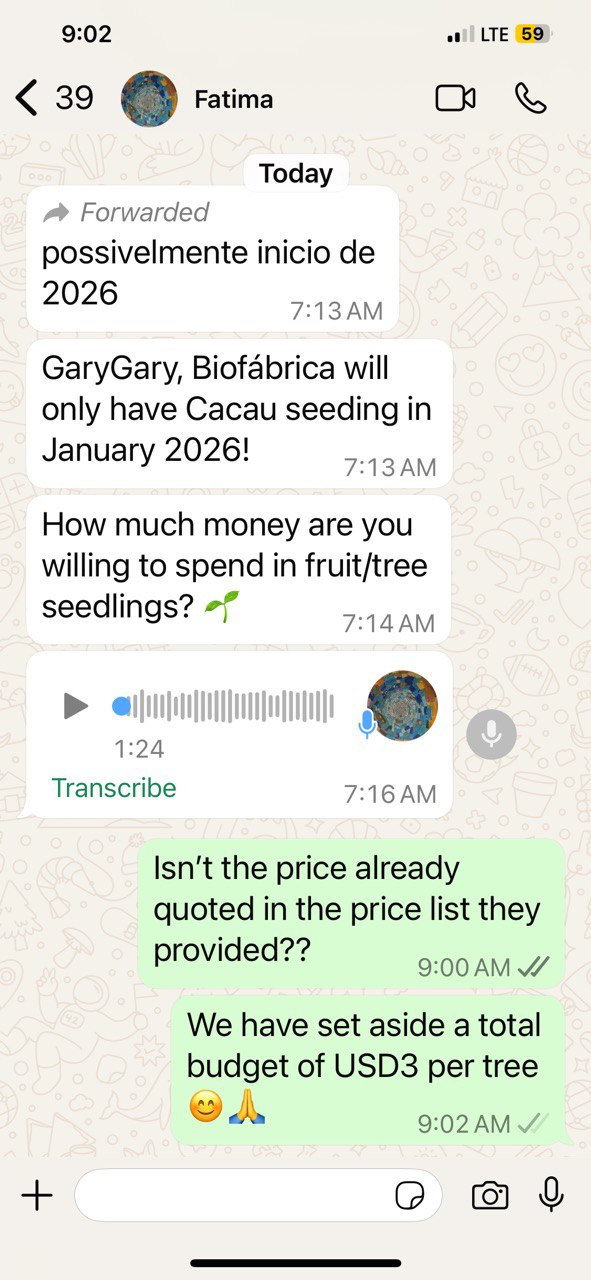 9:02
LTE 59
39 Fatima
Today
Forwarded
possivelmente inicio de
2026
7:13 AM
GaryGary, Biofábrica will
only have Cacau seeding in
January 2026!
7:13 AM
How much money are you
willing to spend in fruit/tree
seedlings? 🌱
7:14 AM
1:24
Transcribe
7:16 AM
Isn’t the price already
quoted in the price list they
provided??
9:00 AM
We have set aside a total
budget of USD3 per tree
😊🙏
9:02 AM